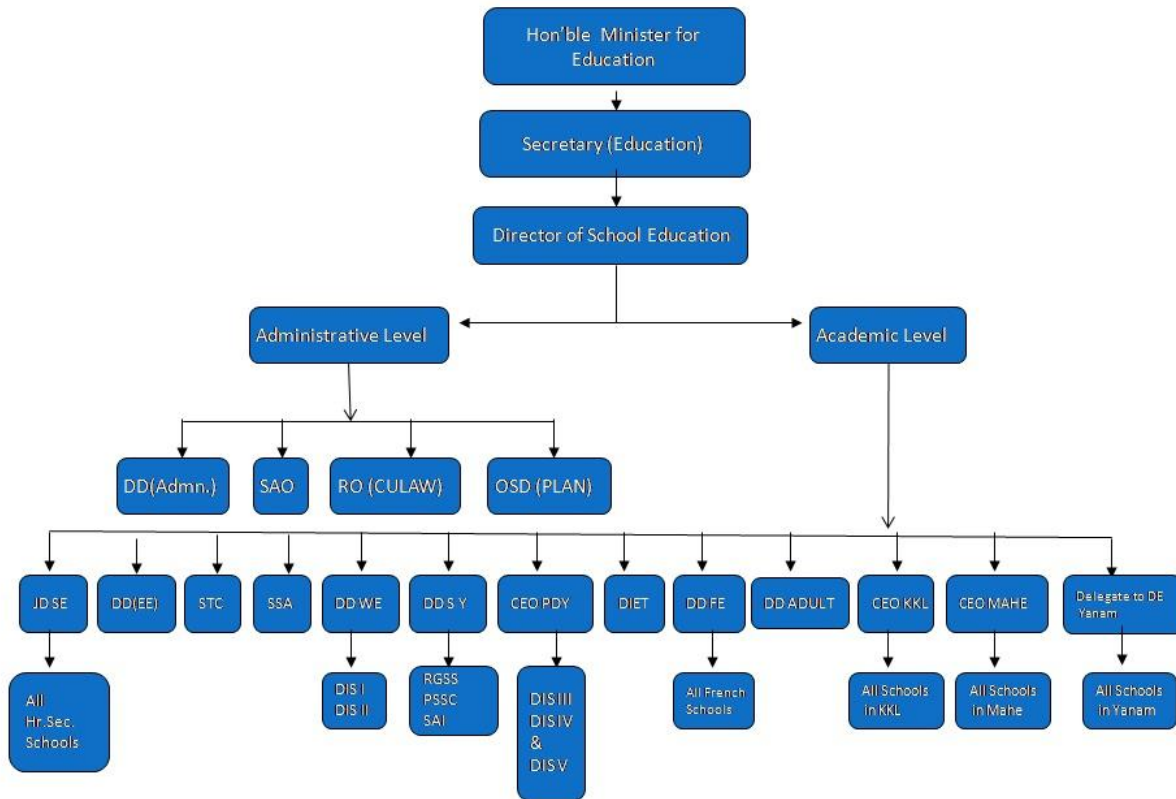 Hon'ble Minister for
Education
Secretary (Education)
Director of School Education
Administrative Level
Academic Level
DD(Admn.)
SAO
RO (CULAW)
OSD (PLAN)
JD SE
DD(EE)
STC
SSA
DD WE
DD S Y
CEO PDY
DIET
DD FE
DD ADULT
CEO KKL
CEO MAHE
Delegate to DE
Yanam
All
Hr.Sec.
Schools
DIS I
DIS II
RGSS
PSSC
SAI
DIS III
DIS IV
&
DIS V
All French
Schools
All Schools
in KKL
All Schools
in Mahe
All Schools
in Yanam